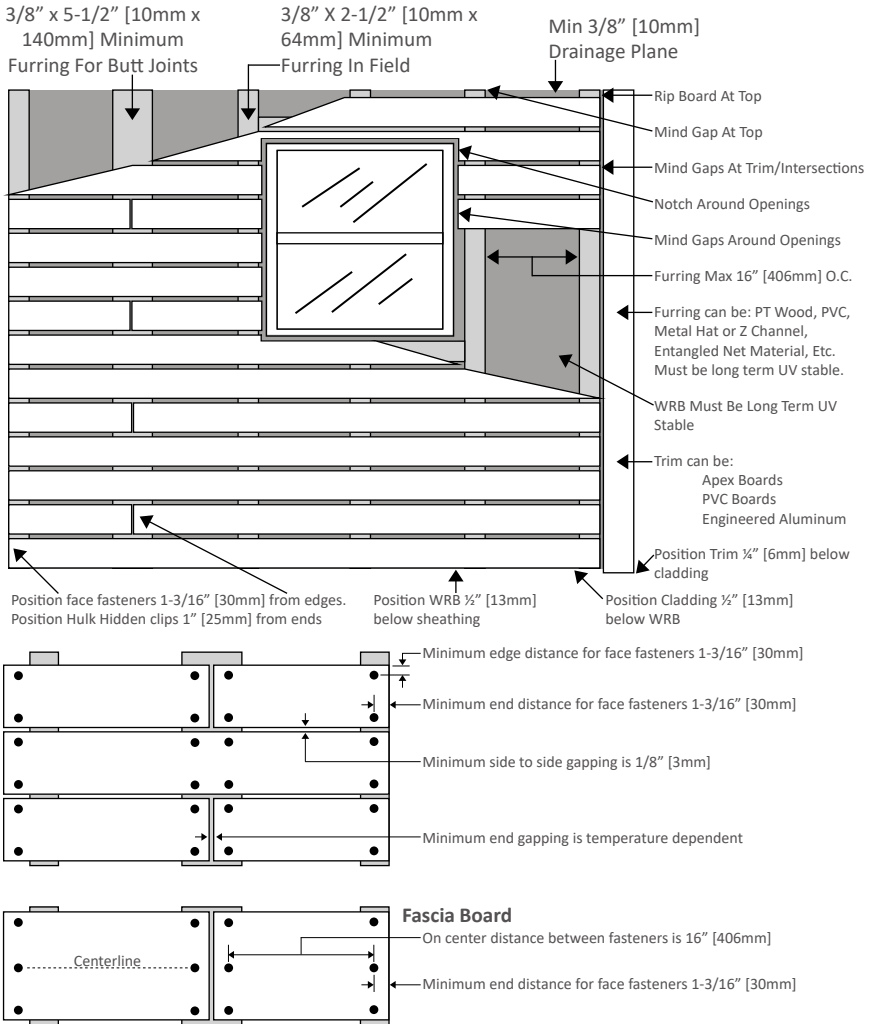 3/8” x 5-1/2” [10mm x
140mm] Minimum
Furring For Butt Joints
3/8” X 2-1/2” [10mm x
64mm] Minimum
Furring In Field
Min 3/8” [10mm]
Drainage Plane
Rip Board At Top
Mind Gap At Top
Mind Gaps At Trim/Intersections
Notch Around Openings
Mind Gaps Around Openings
Furring Max 16” [406mm] O.C.
Furring can be: PT Wood, PVC,
Metal Hat or Z Channel,
Entangled Net Material, Etc.
Must be long term UV stable.
WRB Must Be Long Term UV
Stable
Trim can be:
Apex Boards
PVC Boards
Engineered Aluminum
Position Trim ¼” [6mm] below
cladding
Position face fasteners 1-3/16” [30mm] from edges.
Position Hulk Hidden clips 1” [25mm] from ends
Position WRB ½” [13mm]
below sheathing
Position Cladding ½” [13mm]
below WRB
Minimum edge distance for face fasteners 1-3/16” [30mm]
Minimum end distance for face fasteners 1-3/16” [30mm]
Minimum side to side gapping is 1/8” [3mm]
Minimum end gapping is temperature dependent
Fascia Board
On center distance between fasteners is 16” [406mm]
Centerline
Minimum end distance for face fasteners 1-3/16” [30mm]